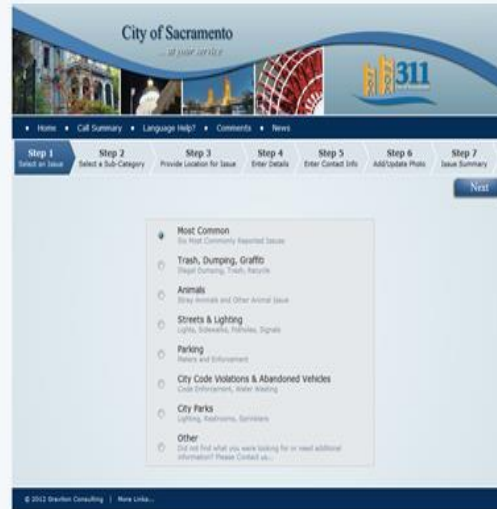 City of Sacramento
... at your service
311
Home • Call Summary • Language Help? • Comments • News
Step 1
Select an Issue
Step 2
Select a Sub-Category
Step 3
Provide Location for Issue
Step 4
Enter Details
Step 5
Enter Contact Info
Step 6
Add/Update Photo
Step 7
Issue Summary
Next
Most Common
Six Most Commonly Reported Issues
Trash, Dumping, Graffiti
Illegal Dumping, Trash, Recycle
Animals
Stray Animals and Other Animal Issue
Streets & Lighting
Lights, Sidewalks, Potholes, Signals
Parking
Meters and Enforcement
City Code Violations & Abandoned Vehicles
Code Enforcement, Water Wasting
City Parks
Lighting, Restrooms, Sprinklers
Other
Did not find what you were looking for or need additional
information? Please Contact us...
© 2012 Consulting | More Links...